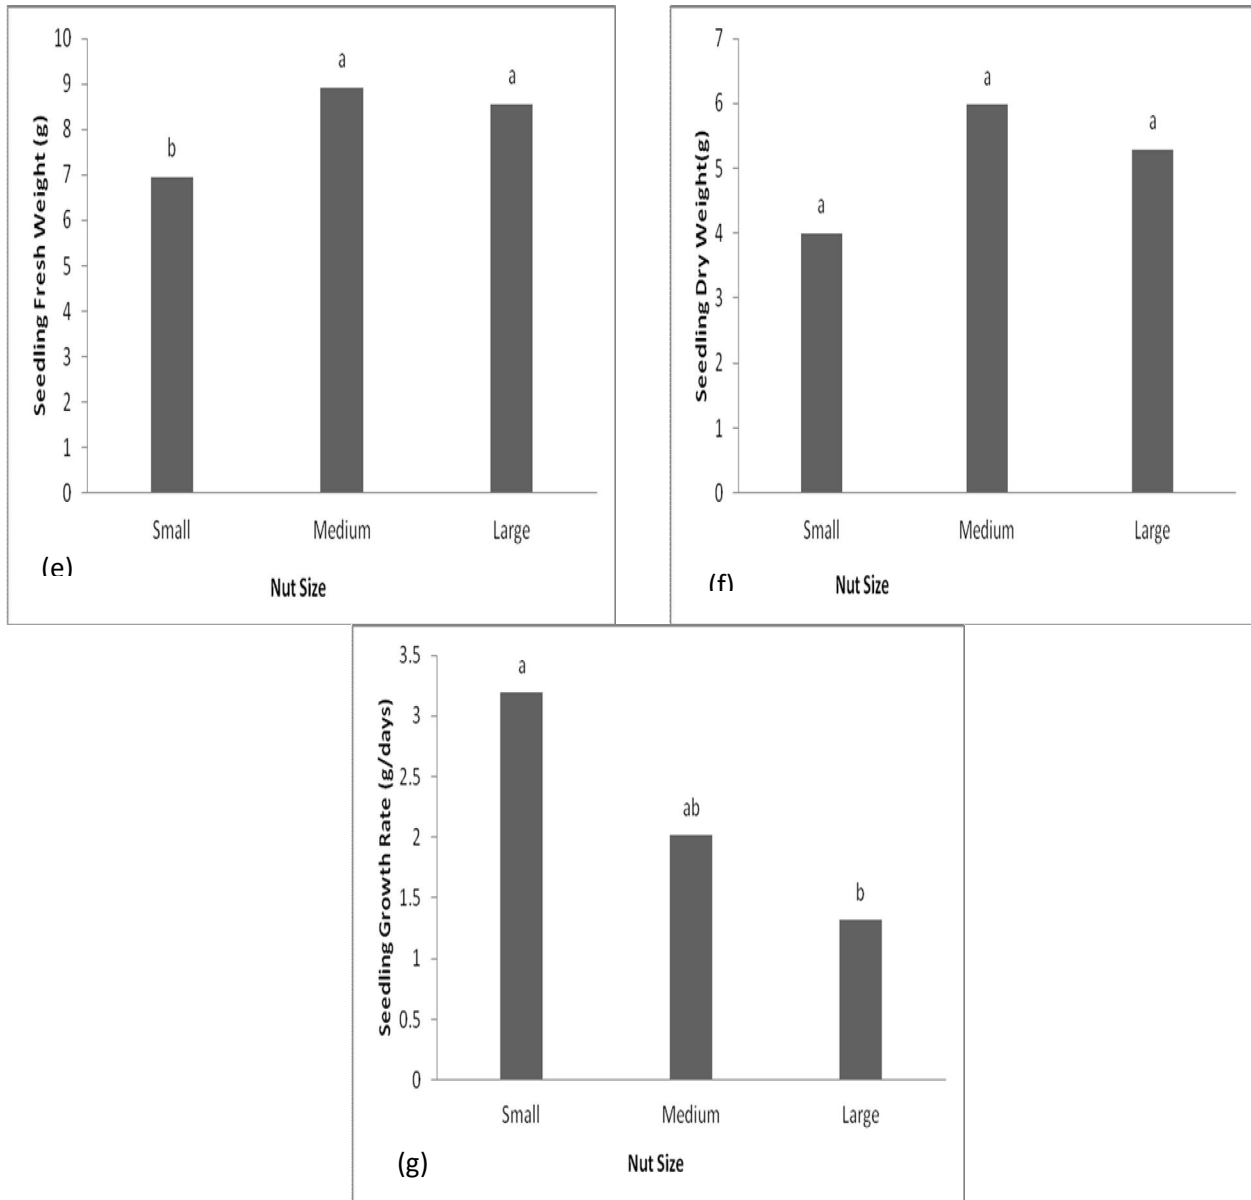 Seedling Fresh Weight (g)
10
9
8
7
6
5
4
3
2
1
0
b
a
a
Small Medium Large
(e)
Nut Size
Seedling Dry Weight(g)
7
6
5
4
3
2
1
0
a
a
a
Small Medium Large
(f)
Nut Size
Seedling Growth Rate (g/days)
3.5
3
2.5
2
1.5
1
0.5
0
a
ab
b
Small Medium Large
(g)
Nut Size